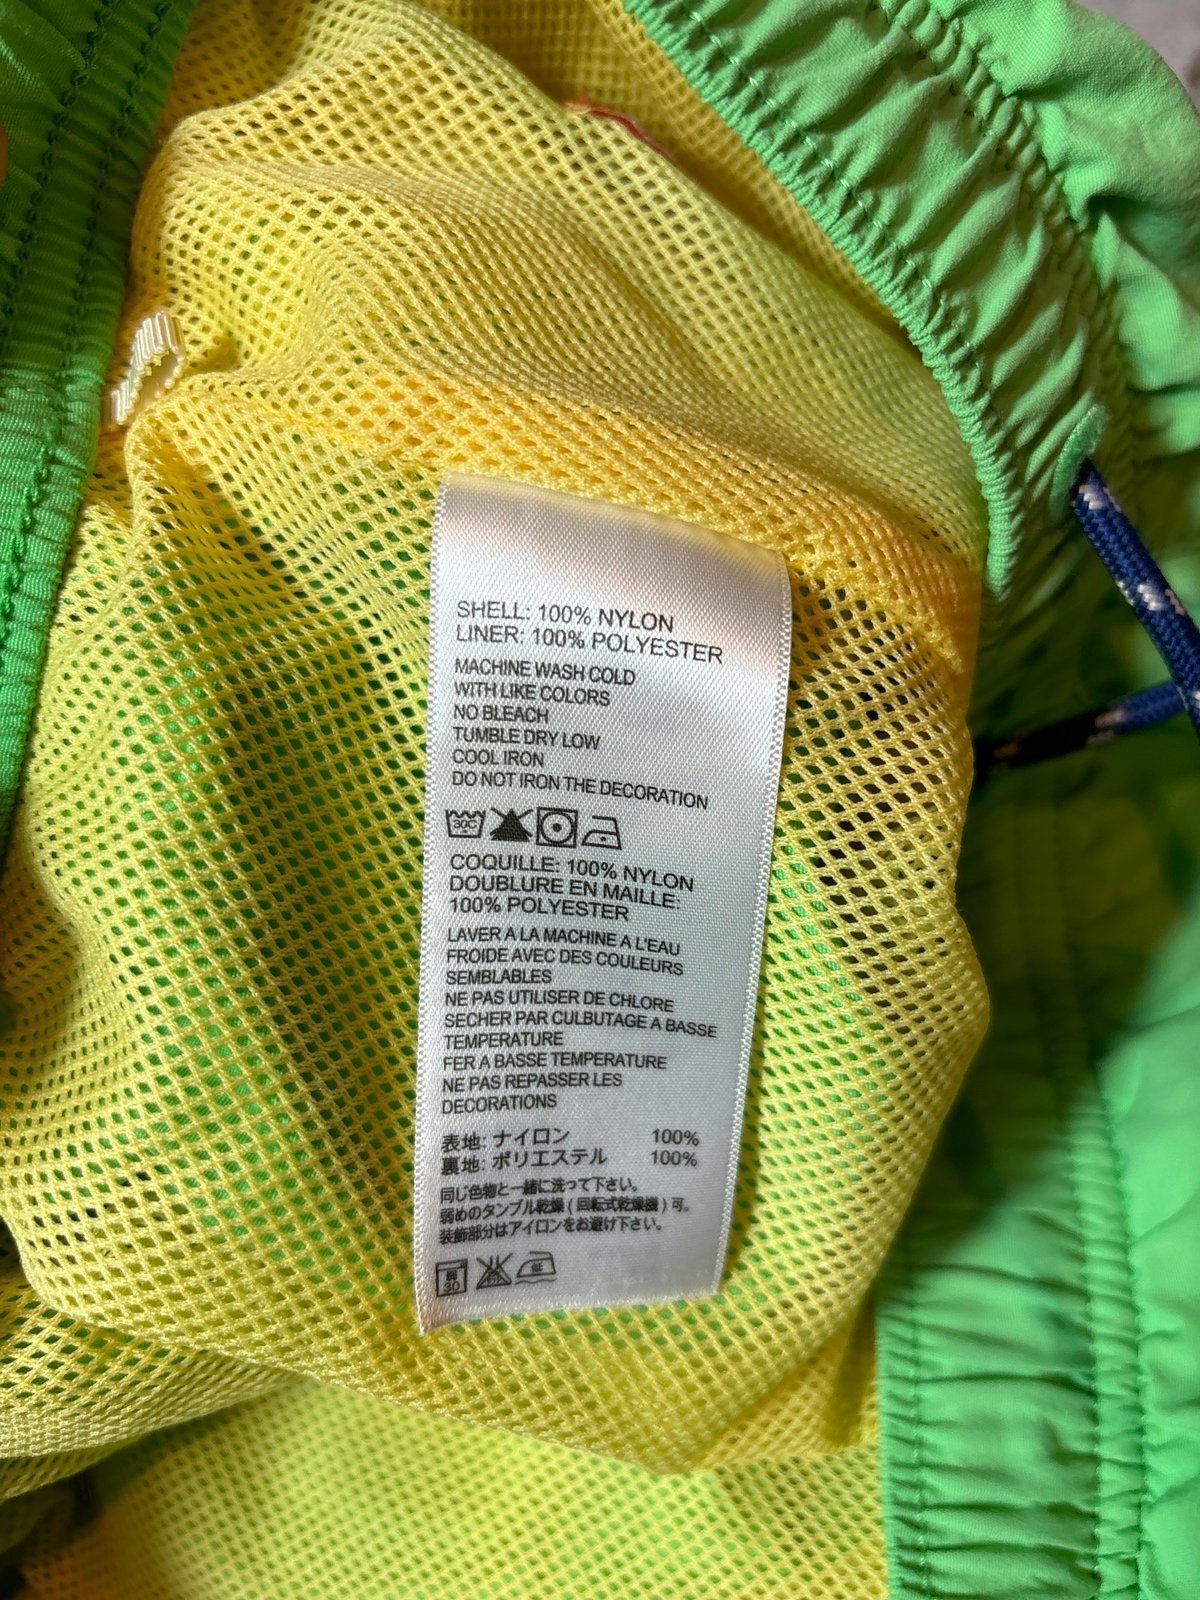 SHELL: 100% NYLON
LINER: 100% POLYESTER
MACHINE WASH COLD
WITH LIKE COLORS
NO BLEACH
TUMBLE DRY LOW
COOL IRON
DO NOT IRON THE DECORATION
30C
COQUILLE: 100% NYLON
DOUBLURE EN MAILLE:
100% POLYESTER
LAVER A LA MACHINE A L'EAU
FROIDE AVEC DES COULEURS
SEMBLABLES
NE PAS UTILISER DE CHLORE
SECHER PAR CULBUTAGE A BASSE
TEMPERATURE
FER A BASSE TEMPERATURE
NE PAS REPASSER LES
DECORATIONS
表地: ナイロン 100%
裏地: ポリエステル 100%
同じ色物と一緒に洗って下さい。
弱めのタンブル乾燥 (回転式乾燥機) 可。
装飾部分はアイロンをお避け下さい。
30 低